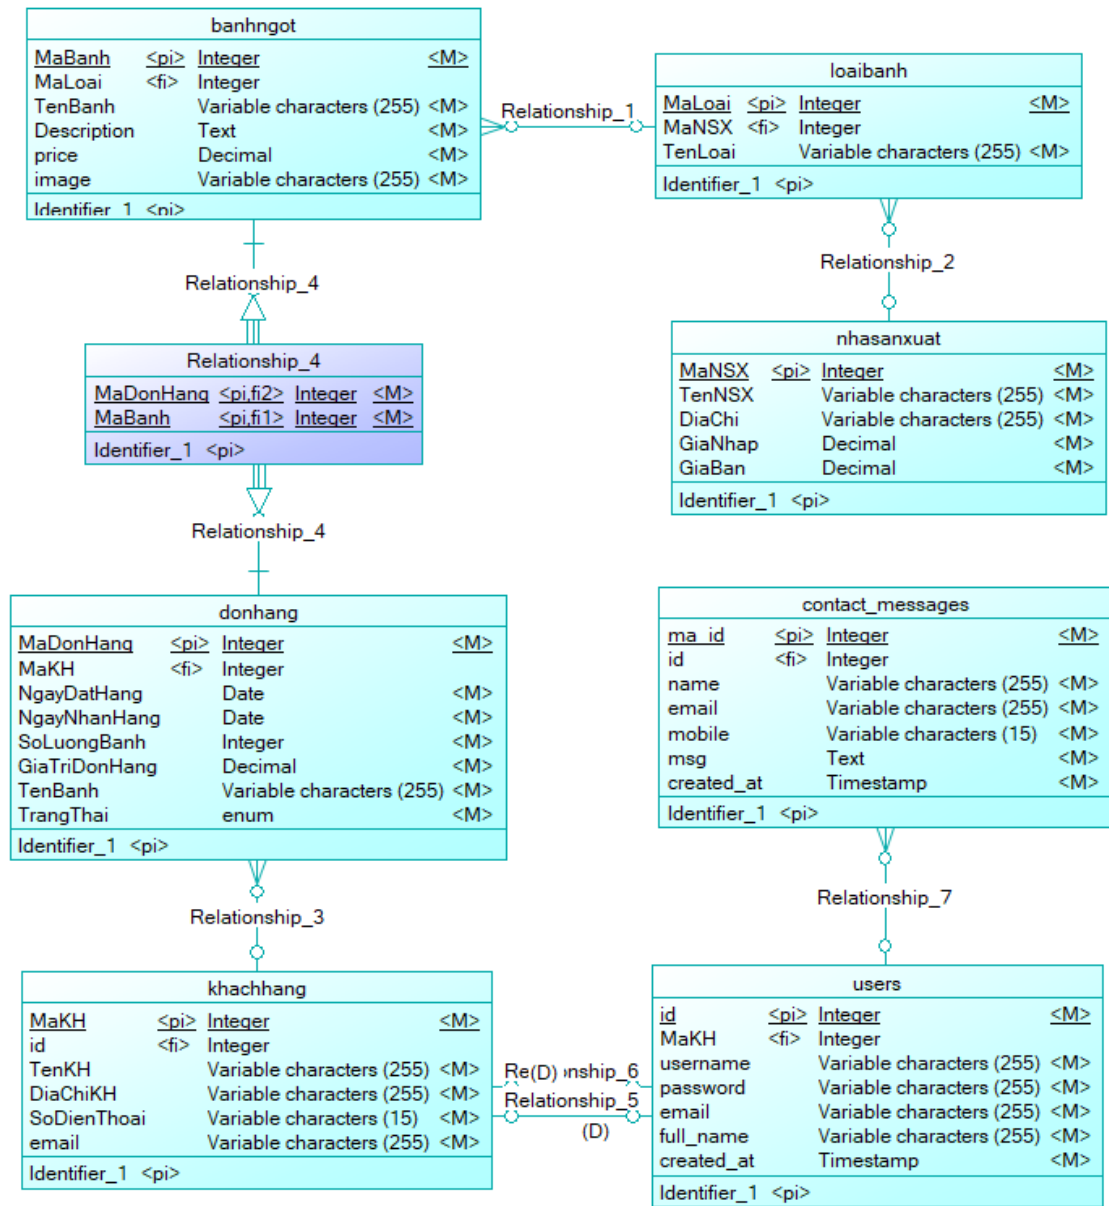 banhngot
MaBanh <pi> Integer <M>
MaLoai <fi> Integer
TenBanh Variable characters (255) <M>
Description Text <M>
price Decimal <M>
image Variable characters (255) <M>
Identifier_1 <pi>
Relationship_1
loaibanh
MaLoai <pi> Integer <M>
MaNSX <fi> Integer
TenLoai Variable characters (255) <M>
Identifier_1 <pi>
Relationship_2
nhasanxuat
MaNSX <pi> Integer <M>
TenNSX Variable characters (255) <M>
DiaChi Variable characters (255) <M>
GiaNhap Decimal <M>
GiaBan Decimal <M>
Identifier_1 <pi>
Relationship_4
Relationship_4
MaDonHang <pi,fi2> Integer <M>
MaBanh <pi,fi1> Integer <M>
Identifier_1 <pi>
Relationship_4
donhang
MaDonHang <pi> Integer <M>
MaKH <fi> Integer
NgayDatHang Date <M>
NgayNhanHang Date <M>
SoLuongBanh Integer <M>
GiaTriDonHang Decimal <M>
TenBanh Variable characters (255) <M>
TrangThai enum <M>
Identifier_1 <pi>
Relationship_3
contact_messages
ma_id <pi> Integer <M>
id <fi> Integer
name Variable characters (255) <M>
email Variable characters (255) <M>
mobile Variable characters (15) <M>
msg Text <M>
created_at Timestamp <M>
Identifier_1 <pi>
Relationship_7
khachhang
MaKH <pi> Integer <M>
id <fi> Integer
TenKH Variable characters (255) <M>
DiaChiKH Variable characters (255) <M>
SoDienThoai Variable characters (15) <M>
email Variable characters (255) <M>
Identifier_1 <pi>
Re(D) nship_6
Relationship_5
(D)
users
id <pi> Integer <M>
MaKH <fi> Integer
username Variable characters (255) <M>
password Variable characters (255) <M>
email Variable characters (255) <M>
full_name Variable characters (255) <M>
created_at Timestamp <M>
Identifier_1 <pi>